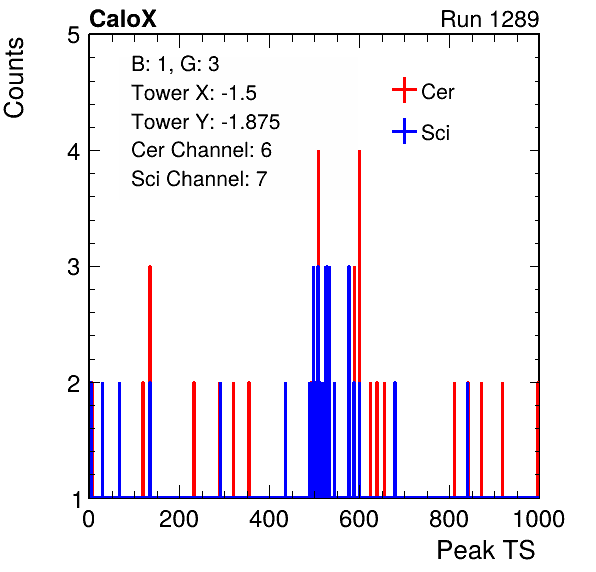 CaloX Run 1289
Counts
B: 1, G: 3
Tower X: -1.5
Tower Y: -1.875
Cer Channel: 6
Sci Channel: 7
Cer
Sci
5
4
3
2
1
0 200 400 600 800 1000
Peak TS